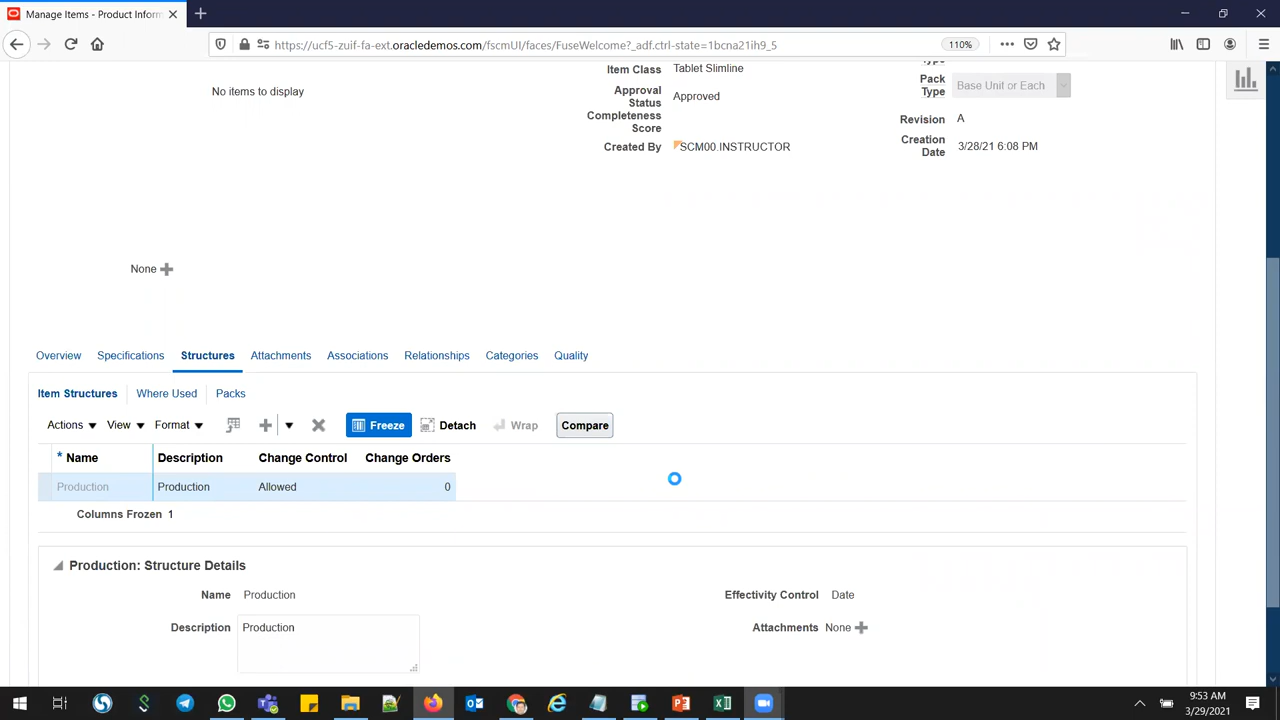 Manage Items - Product Inform
https://ucf5-zuif-fa-ext.oracledemos.com/fscmUI/faces/FuseWelcome?_adf.ctrl-state=1bcna21ih9_5
110%
Item Class Tablet Slimline
No items to display
Pack Type Base Unit or Each
Approval Status Approved
Completeness Score
Revision A
Created By SCM00.INSTRUCTOR
Creation Date 3/28/21 6:08 PM
None
Overview Specifications Structures Attachments Associations Relationships Categories Quality
Item Structures Where Used Packs
Actions View Format Freeze Detach Wrap Compare
* Name Description Change Control Change Orders
Production Production Allowed 0
Columns Frozen 1
Production: Structure Details
Name Production Effectivity Control Date
Description Production Attachments None
9:53 AM
3/29/2021